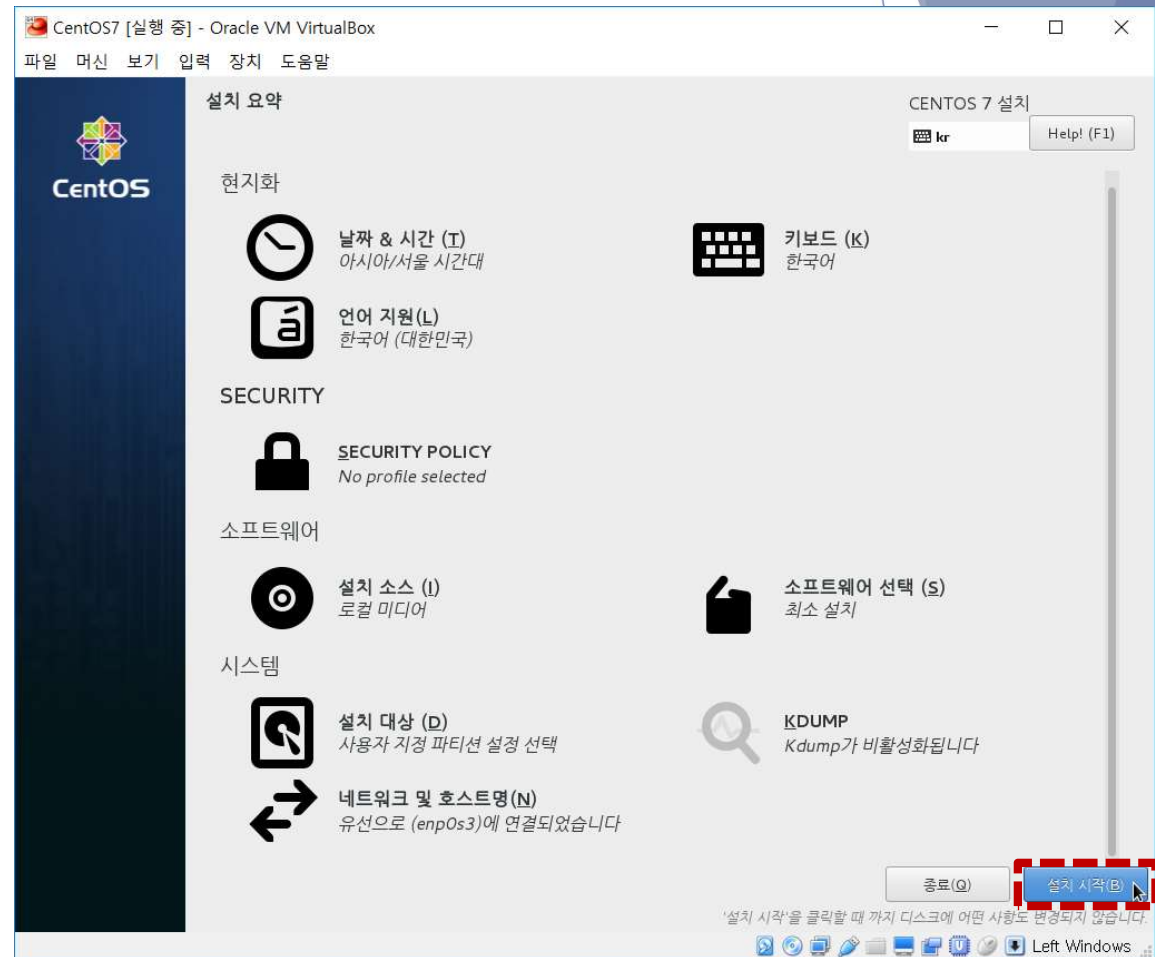 CentOS7 [실행 중] - Oracle VM VirtualBox
파일 머신 보기 입력 장치 도움말
설치 요약
CENTOS 7 설치
kr
Help! (F1)
CentOS
현지화
날짜 & 시간 (T)
아시아/서울 시간대
키보드 (K)
한국어
언어 지원(L)
한국어 (대한민국)
SECURITY
SECURITY POLICY
No profile selected
소프트웨어
설치 소스 (I)
로컬 미디어
소프트웨어 선택 (S)
최소 설치
시스템
설치 대상 (D)
사용자 지정 파티션 설정 선택
KDUMP
Kdump가 비활성화됩니다
네트워크 및 호스트명(N)
유선으로 (enp0s3)에 연결되었습니다
종료(Q)
설치 시작(B)
'설치 시작'을 클릭할 때 까지 디스크에 어떤 사항도 변경되지 않습니다.
Left Windows